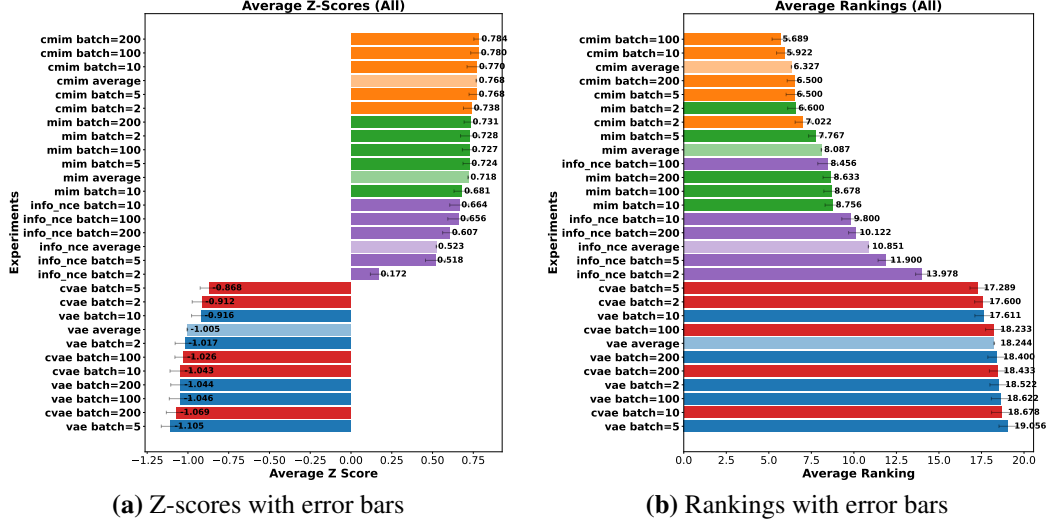 Average Z-Scores (All)
Experiments
cmim batch=200 0.784
cmim batch=100 0.780
cmim batch=10 0.770
cmim average 0.768
cmim batch=5 0.768
cmim batch=2 0.738
mim batch=200 0.731
mim batch=2 0.728
mim batch=100 0.727
mim batch=5 0.724
mim average 0.718
mim batch=10 0.681
info_nce batch=10 0.664
info_nce batch=100 0.656
info_nce batch=200 0.607
info_nce average 0.523
info_nce batch=5 0.518
info_nce batch=2 0.172
cvae batch=5 -0.868
cvae batch=2 -0.912
vae batch=10 -0.916
vae average -1.005
vae batch=2 -1.017
cvae batch=100 -1.026
cvae batch=10 -1.043
vae batch=200 -1.044
vae batch=100 -1.046
cvae batch=200 -1.069
vae batch=5 -1.105
−1.25 −1.00 −0.75 −0.50 −0.25 0.00 0.25 0.50 0.75
Average Z Score
(a) Z-scores with error bars
Average Rankings (All)
Experiments
cmim batch=100 5.689
cmim batch=10 5.922
cmim average 6.327
cmim batch=200 6.500
cmim batch=5 6.500
mim batch=2 6.600
cmim batch=2 7.022
mim batch=5 7.767
mim average 8.087
info_nce batch=100 8.456
mim batch=200 8.633
mim batch=100 8.678
mim batch=10 8.756
info_nce batch=10 9.800
info_nce batch=200 10.122
info_nce average 10.851
info_nce batch=5 11.900
info_nce batch=2 13.978
cvae batch=5 17.289
cvae batch=2 17.600
vae batch=10 17.611
cvae batch=100 18.233
vae average 18.244
vae batch=200 18.400
cvae batch=200 18.433
vae batch=2 18.522
vae batch=100 18.622
cvae batch=10 18.678
vae batch=5 19.056
0.0 2.5 5.0 7.5 10.0 12.5 15.0 17.5 20.0
Average Ranking
(b) Rankings with error bars